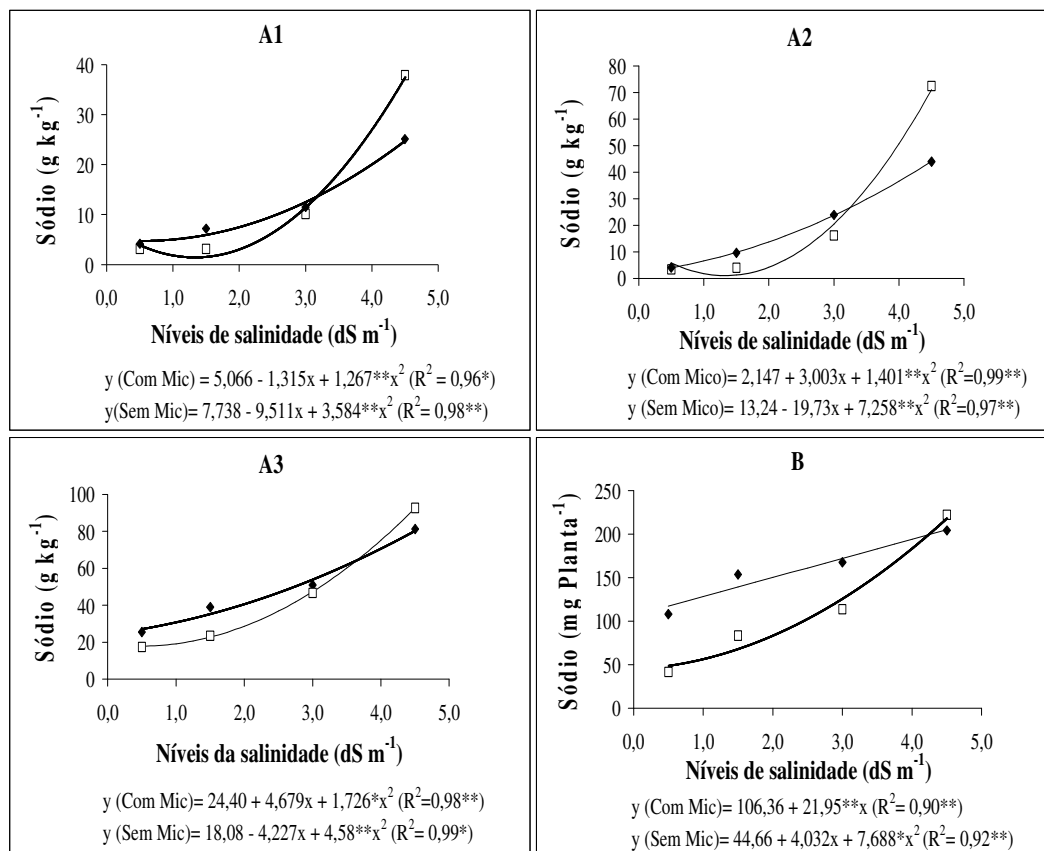 A1
Sódio (g kg⁻¹)
40
30
20
10
0
0,0 1,0 2,0 3,0 4,0 5,0
Níveis de salinidade (dS m⁻¹)
y (Com Mic) = 5,066 - 1,315x + 1,267**x² (R² = 0,96*)
y(Sem Mic) = 7,738 - 9,511x + 3,584**x² (R²= 0,98**)
A2
Sódio (g kg⁻¹)
80
70
60
50
40
30
20
10
0
0,0 1,0 2,0 3,0 4,0 5,0
Níveis de salinidade (dS m⁻¹)
y (Com Mico)= 2,147 + 3,003x + 1,401**x² (R²=0,99**)
y (Sem Mico)= 13,24 - 19,73x + 7,258**x² (R²=0,97**)
A3
Sódio (g kg⁻¹)
100
80
60
40
20
0
0,0 1,0 2,0 3,0 4,0 5,0
Níveis da salinidade (dS m⁻¹)
y (Com Mic)= 24,40 + 4,679x + 1,726*x² (R²=0,98**)
y (Sem Mic)= 18,08 - 4,227x + 4,58**x² (R²=0,99*)
B
Sódio (mg Planta⁻¹)
250
200
150
100
50
0
0,0 1,0 2,0 3,0 4,0 5,0
Níveis de salinidade (dS m⁻¹)
y (Com Mic)= 106,36 + 21,95**x (R²= 0,90**)
y (Sem Mic)= 44,66 + 4,032x + 7,688*x² (R²= 0,92**)